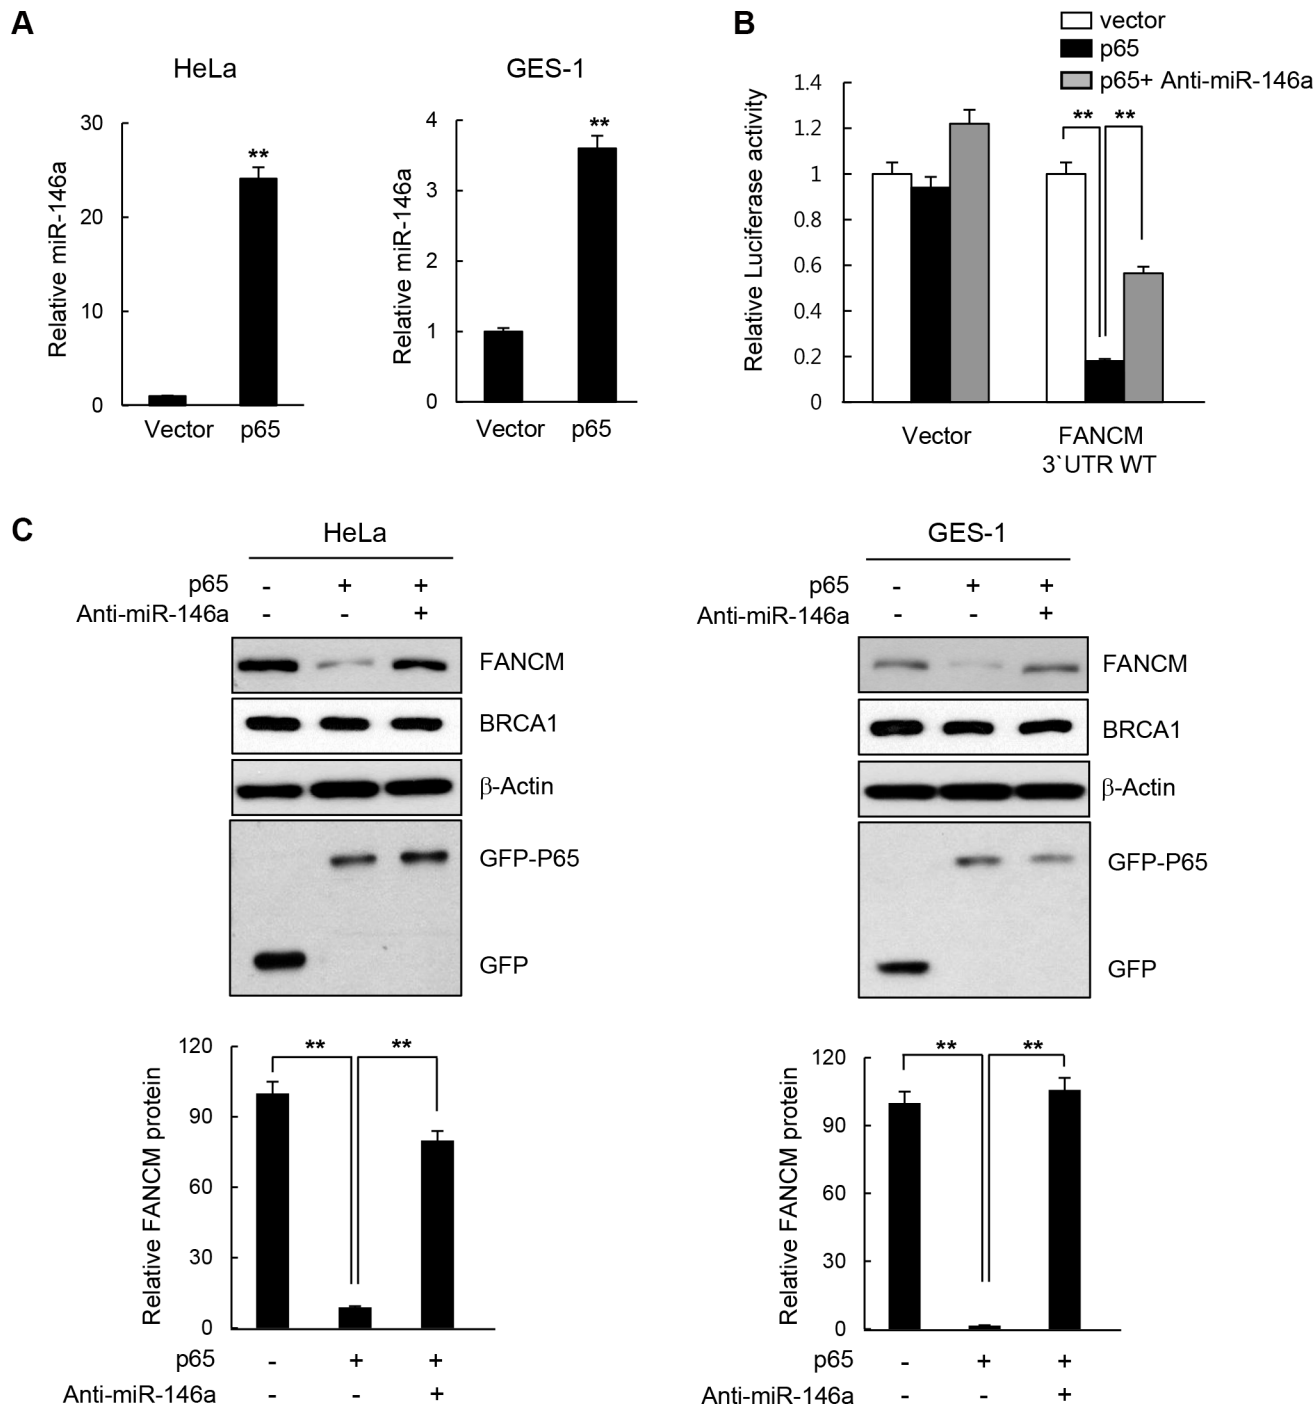 A
HeLa
Relative miR-146a
30
20
10
0
**
Vector p65
GES-1
Relative miR-146a
4
3
2
1
0
**
Vector p65
B
vector
p65
p65+ Anti-miR-146a
Relative Luciferase activity
1.4
1.2
1
0.8
0.6
0.4
0.2
0
** **
Vector
FANCM
3`UTR WT
C
HeLa
p65 - + +
Anti-miR-146a - - +
FANCM
BRCA1
β-Actin
GFP-P65
GFP
Relative FANCM protein
120
90
60
30
0
** **
p65 - + +
Anti-miR-146a - - +
GES-1
p65 - + +
Anti-miR-146a - - +
FANCM
BRCA1
β-Actin
GFP-P65
GFP
Relative FANCM protein
120
90
60
30
0
** **
p65 - + +
Anti-miR-146a - - +